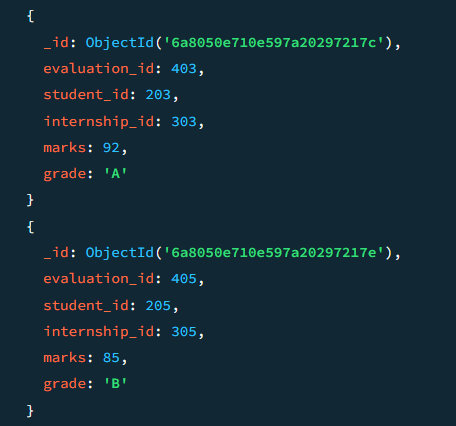 {
  _id: ObjectId('6a8050e710e597a20297217c'),
  evaluation_id: 403,
  student_id: 203,
  internship_id: 303,
  marks: 92,
  grade: 'A'
}
{
  _id: ObjectId('6a8050e710e597a20297217e'),
  evaluation_id: 405,
  student_id: 205,
  internship_id: 305,
  marks: 85,
  grade: 'B'
}